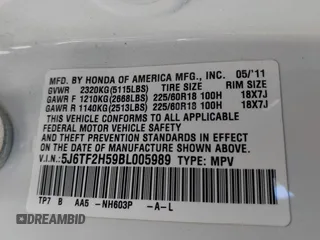 MFD. BY HONDA OF AMERICA MFG., INC. 05/'11
GVWR 2320KG(5115LBS) TIRE SIZE RIM SIZE
GAWR F 1210KG(2668LBS) 225/60R18 100H 18X7J
GAWR R 1140KG(2513LBS) 225/60R18 100H 18X7J
THIS VEHICLE CONFORMS TO ALL APPLICABLE
FEDERAL MOTOR VEHICLE SAFETY, BUMPER, AND
THEFT PREVENTION STANDARDS IN EFFECT ON THE
DATE OF MANUFACTURE SHOWN ABOVE.
V.I.N.:5J6TF2H59BL005989 TYPE: MPV
TP7 B AA5 -NH603P -A-L
DREAMBID